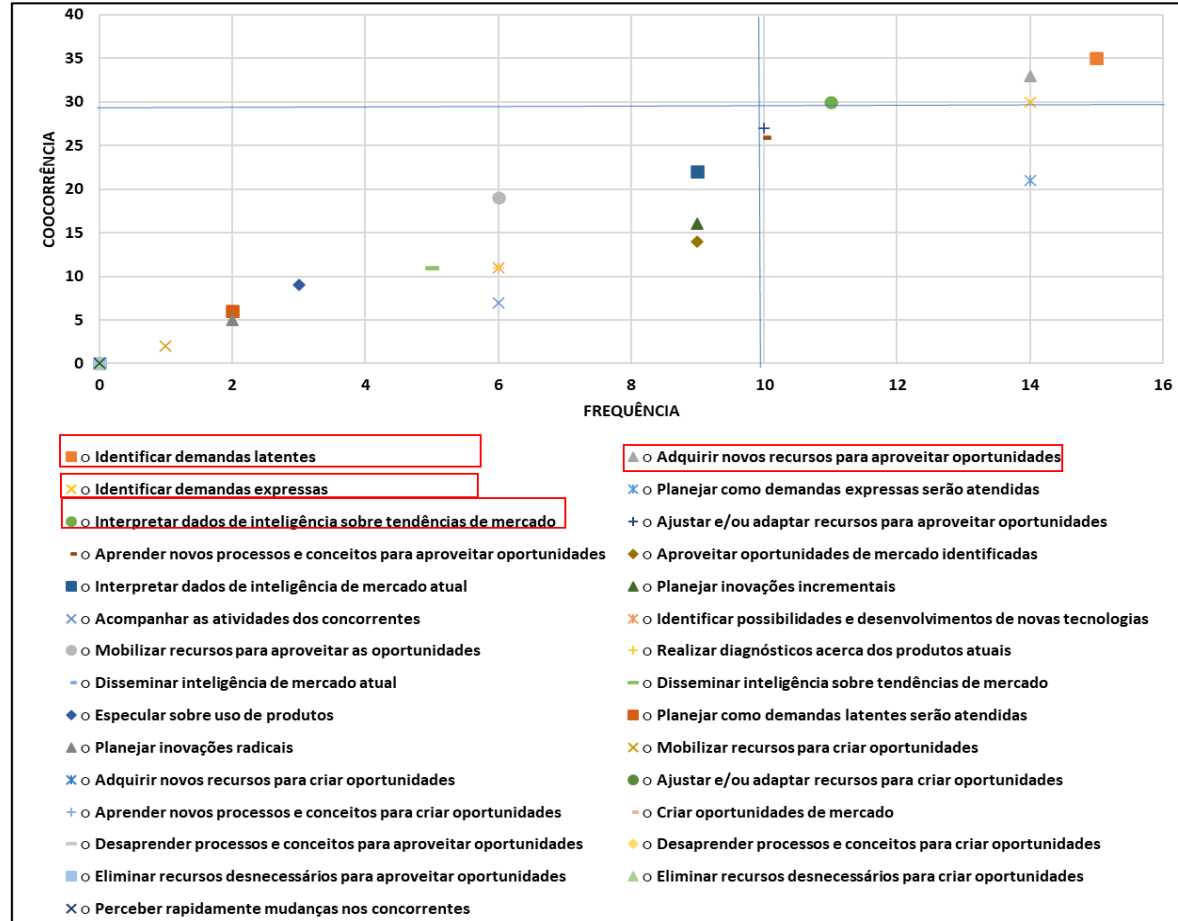 40
35
30
25
20
15
10
5
0
COOCORRÊNCIA
0 2 4 6 8 10 12 14 16
FREQUÊNCIA
o Identificar demandas latentes
o Adquirir novos recursos para aproveitar oportunidades
o Identificar demandas expressas
o Planejar como demandas expressas serão atendidas
o Interpretar dados de inteligência sobre tendências de mercado
o Ajustar e/ou adaptar recursos para aproveitar oportunidades
o Aprender novos processos e conceitos para aproveitar oportunidades
o Aproveitar oportunidades de mercado identificadas
o Interpretar dados de inteligência de mercado atual
o Planejar inovações incrementais
o Acompanhar as atividades dos concorrentes
o Identificar possibilidades e desenvolvimentos de novas tecnologias
o Mobilizar recursos para aproveitar as oportunidades
o Realizar diagnósticos acerca dos produtos atuais
o Disseminar inteligência de mercado atual
o Disseminar inteligência sobre tendências de mercado
o Especular sobre uso de produtos
o Planejar como demandas latentes serão atendidas
o Planejar inovações radicais
o Mobilizar recursos para criar oportunidades
o Adquirir novos recursos para criar oportunidades
o Ajustar e/ou adaptar recursos para criar oportunidades
o Aprender novos processos e conceitos para criar oportunidades
o Criar oportunidades de mercado
o Desaprender processos e conceitos para aproveitar oportunidades
o Desaprender processos e conceitos para criar oportunidades
o Eliminar recursos desnecessários para aproveitar oportunidades
o Eliminar recursos desnecessários para criar oportunidades
o Perceber rapidamente mudanças nos concorrentes